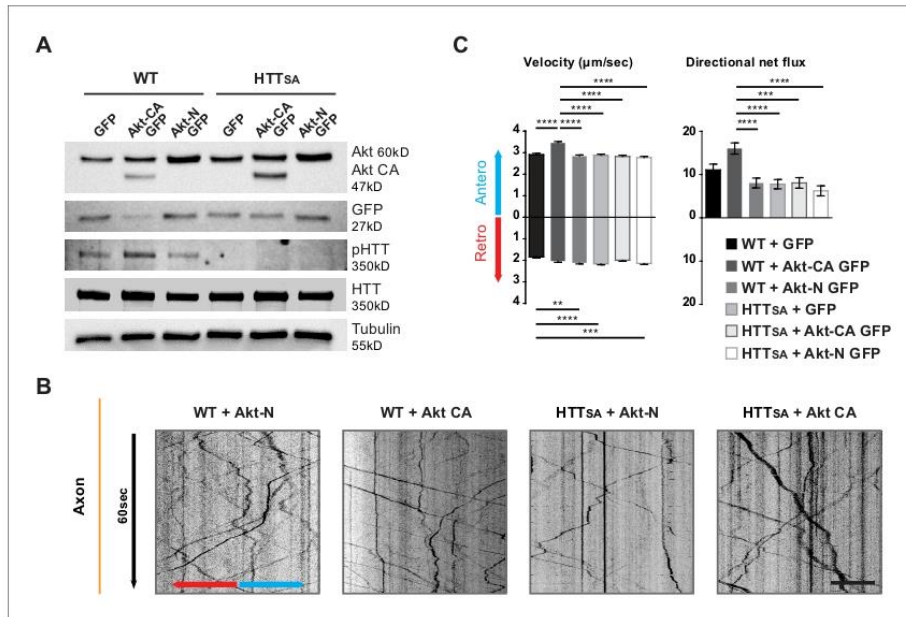 A
WT
HTTSA
GFP
Akt-CA
GFP
Akt-N
GFP
GFP
Akt-CA
GFP
Akt-N
GFP
Akt 60kD
Akt CA
47kD
GFP
27kD
pHTT
350kD
HTT
350kD
Tubulin
55kD
C
Velocity (µm/sec)
Directional net flux
****
****
****
**** **** 
4
3
2
1
0
1
2
3
4
Antero
Retro
**
****
***
****
***
****
****
20
10
0
10
20
WT + GFP
WT + Akt-CA GFP
WT + Akt-N GFP
HTTSA + GFP
HTTSA + Akt-CA GFP
HTTSA + Akt-N GFP
B
WT + Akt-N
WT + Akt CA
HTTSA + Akt-N
HTTSA + Akt CA
Axon
60sec